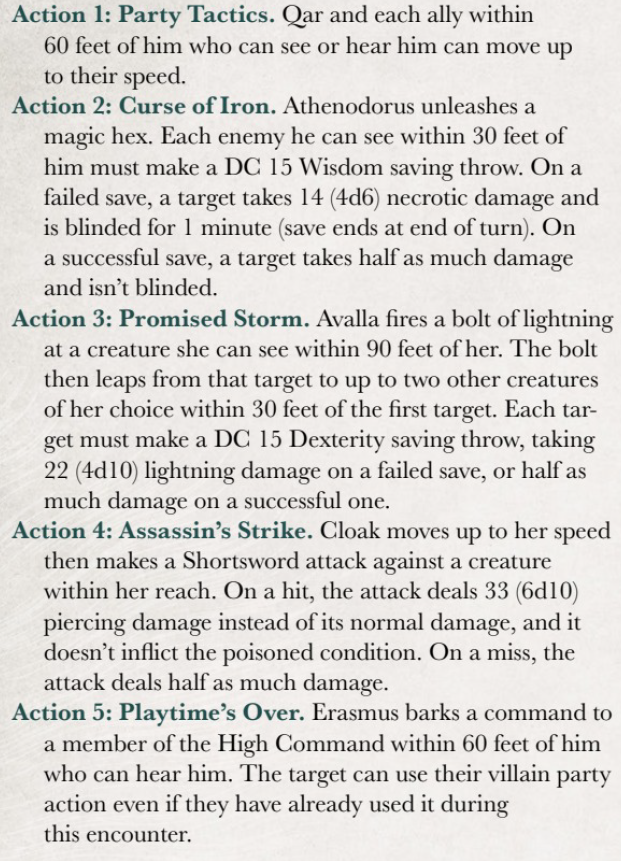 Action 1: Party Tactics. Qar and each ally within
60 feet of him who can see or hear him can move up
to their speed.
Action 2: Curse of Iron. Athenodorus unleashes a
magic hex. Each enemy he can see within 30 feet of
him must make a DC 15 Wisdom saving throw. On a
failed save, a target takes 14 (4d6) necrotic damage and
is blinded for 1 minute (save ends at end of turn). On
a successful save, a target takes half as much damage
and isn’t blinded.
Action 3: Promised Storm. Avalla fires a bolt of lightning
at a creature she can see within 90 feet of her. The bolt
then leaps from that target to up to two other creatures
of her choice within 30 feet of the first target. Each tar-
get must make a DC 15 Dexterity saving throw, taking
22 (4d10) lightning damage on a failed save, or half as
much damage on a successful one.
Action 4: Assassin’s Strike. Cloak moves up to her speed
then makes a Shortsword attack against a creature
within her reach. On a hit, the attack deals 33 (6d10)
piercing damage instead of its normal damage, and it
doesn’t inflict the poisoned condition. On a miss, the
attack deals half as much damage.
Action 5: Playtime’s Over. Erasmus barks a command to
a member of the High Command within 60 feet of him
who can hear him. The target can use their villain party
action even if they have already used it during
this encounter.